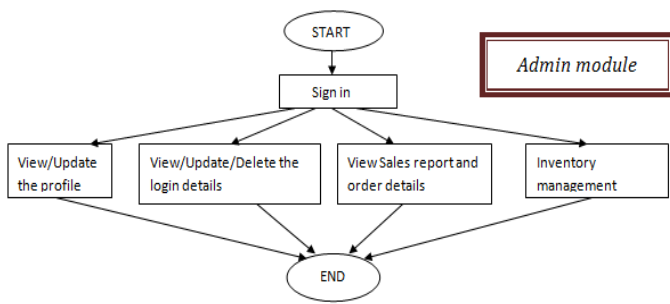 START
Admin module
Sign in
View/Update
the profile
View/Update/Delete the
login details
View Sales report and
order details
Inventory
management
END